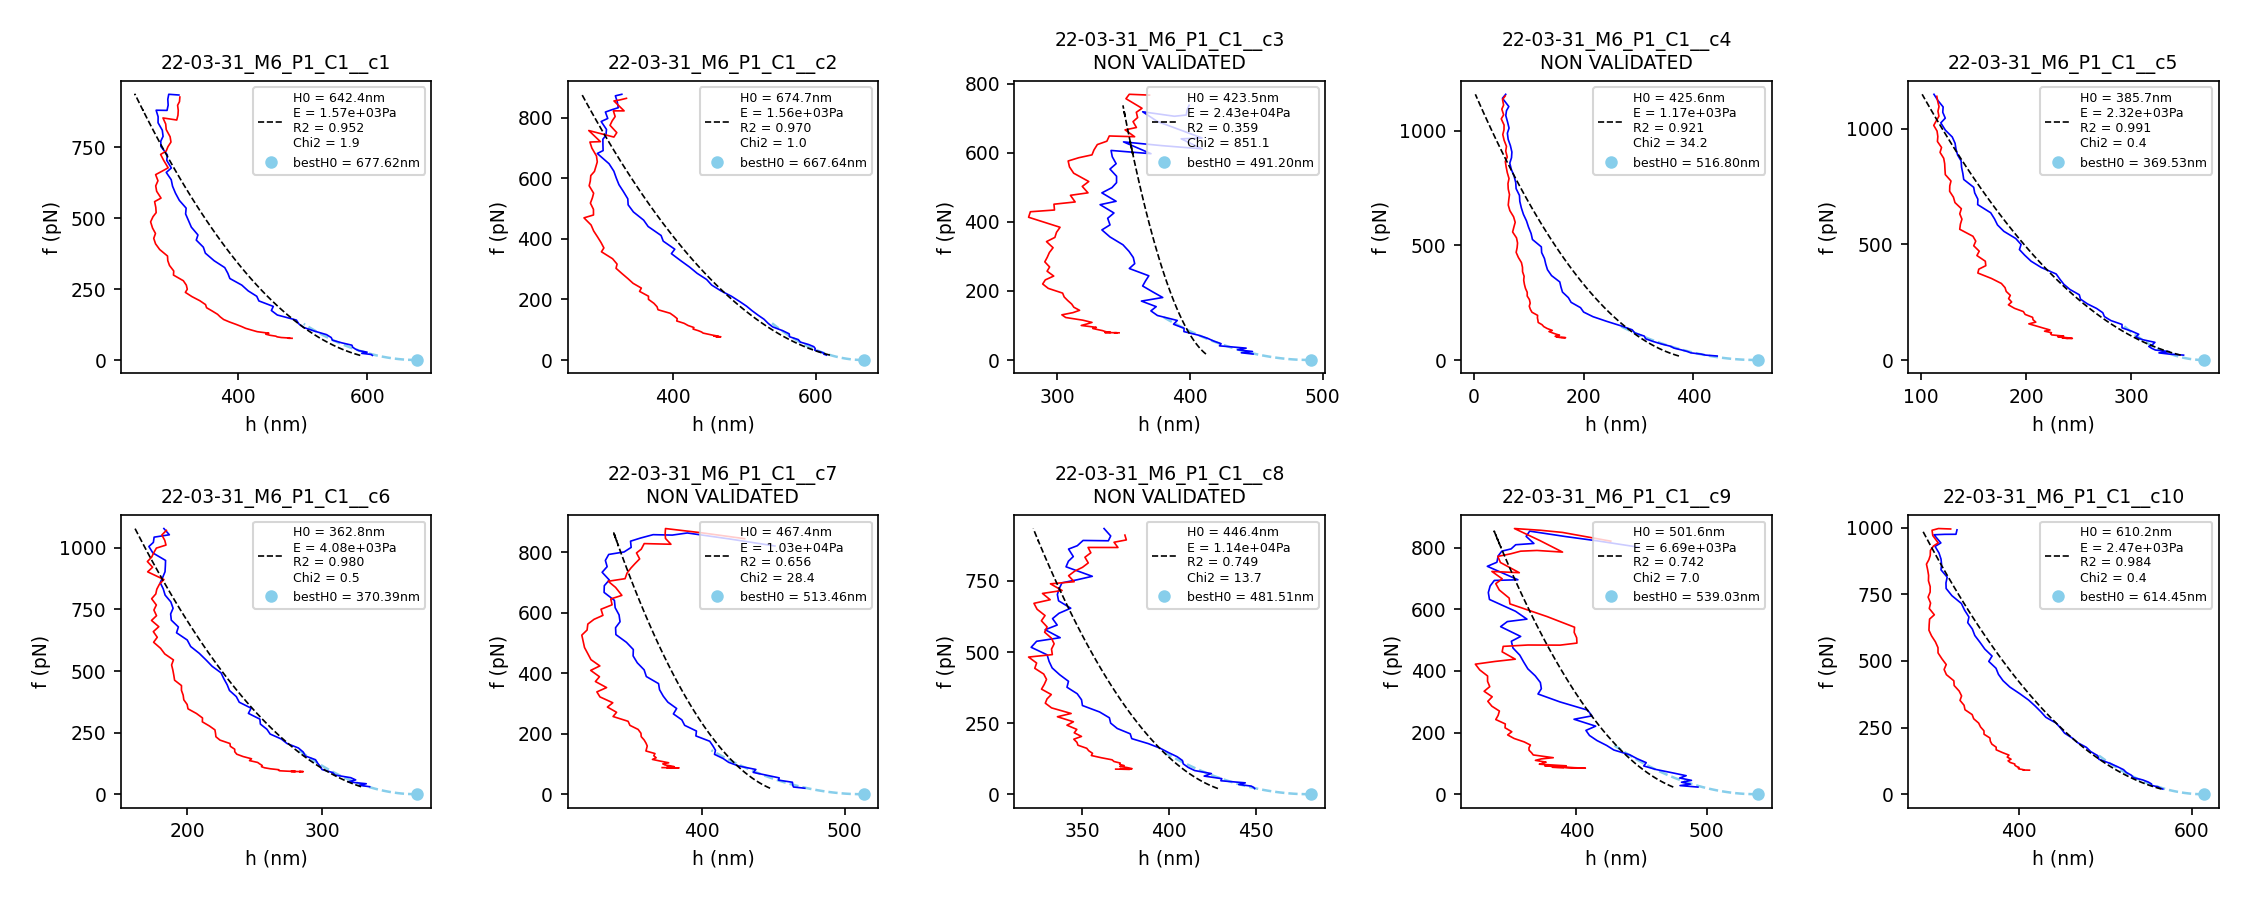 22-03-31_M6_P1_C1__c1
H0 = 642.4nm
E = 1.57e+03Pa
R2 = 0.952
Chi2 = 1.9
bestH0 = 677.62nm
750
500
250
0
f (pN)
400 600
h (nm)
22-03-31_M6_P1_C1__c2
H0 = 674.7nm
E = 1.56e+03Pa
R2 = 0.970
Chi2 = 1.0
bestH0 = 667.64nm
800
600
400
200
0
f (pN)
400 600
h (nm)
22-03-31_M6_P1_C1__c3
NON VALIDATED
H0 = 423.5nm
E = 2.43e+04Pa
R2 = 0.359
Chi2 = 851.1
bestH0 = 491.20nm
800
600
400
200
0
f (pN)
300 400 500
h (nm)
22-03-31_M6_P1_C1__c4
NON VALIDATED
H0 = 425.6nm
E = 1.17e+03Pa
R2 = 0.921
Chi2 = 34.2
bestH0 = 516.80nm
1000
500
0
f (pN)
0 200 400
h (nm)
22-03-31_M6_P1_C1__c5
H0 = 385.7nm
E = 2.32e+03Pa
R2 = 0.991
Chi2 = 0.4
bestH0 = 369.53nm
1000
500
0
f (pN)
100 200 300
h (nm)
22-03-31_M6_P1_C1__c6
H0 = 362.8nm
E = 4.08e+03Pa
R2 = 0.980
Chi2 = 0.5
bestH0 = 370.39nm
1000
750
500
250
0
f (pN)
200 300
h (nm)
22-03-31_M6_P1_C1__c7
NON VALIDATED
H0 = 467.4nm
E = 1.03e+04Pa
R2 = 0.656
Chi2 = 28.4
bestH0 = 513.46nm
800
600
400
200
0
f (pN)
400 500
h (nm)
22-03-31_M6_P1_C1__c8
NON VALIDATED
H0 = 446.4nm
E = 1.14e+04Pa
R2 = 0.749
Chi2 = 13.7
bestH0 = 481.51nm
750
500
250
0
f (pN)
350 400 450
h (nm)
22-03-31_M6_P1_C1__c9
H0 = 501.6nm
E = 6.69e+03Pa
R2 = 0.742
Chi2 = 7.0
bestH0 = 539.03nm
800
600
400
200
0
f (pN)
400 500
h (nm)
22-03-31_M6_P1_C1__c10
H0 = 610.2nm
E = 2.47e+03Pa
R2 = 0.984
Chi2 = 0.4
bestH0 = 614.45nm
1000
750
500
250
0
f (pN)
400 600
h (nm)